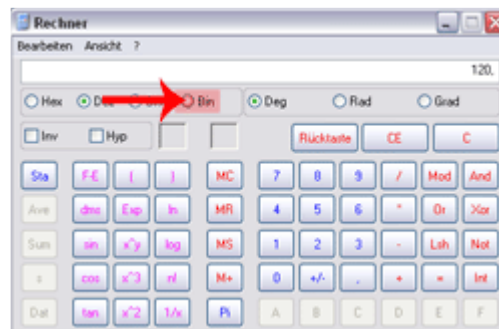 Rechner
Bearbeiten Ansicht ?
120,
Hex Dec Bin Deg Rad Grad
Inv Hyp Rücktaste CE C
Sta F-E ( ) MC 7 8 9 / Mod And
Ave dms Exp ln MR 4 5 6 * Or Xor
Sum sin x^y log MS 1 2 3 - Lsh Not
s cos x^3 n! M+ 0 +/- , + = Int
Dat tan x^2 1/x Pi A B C D E F